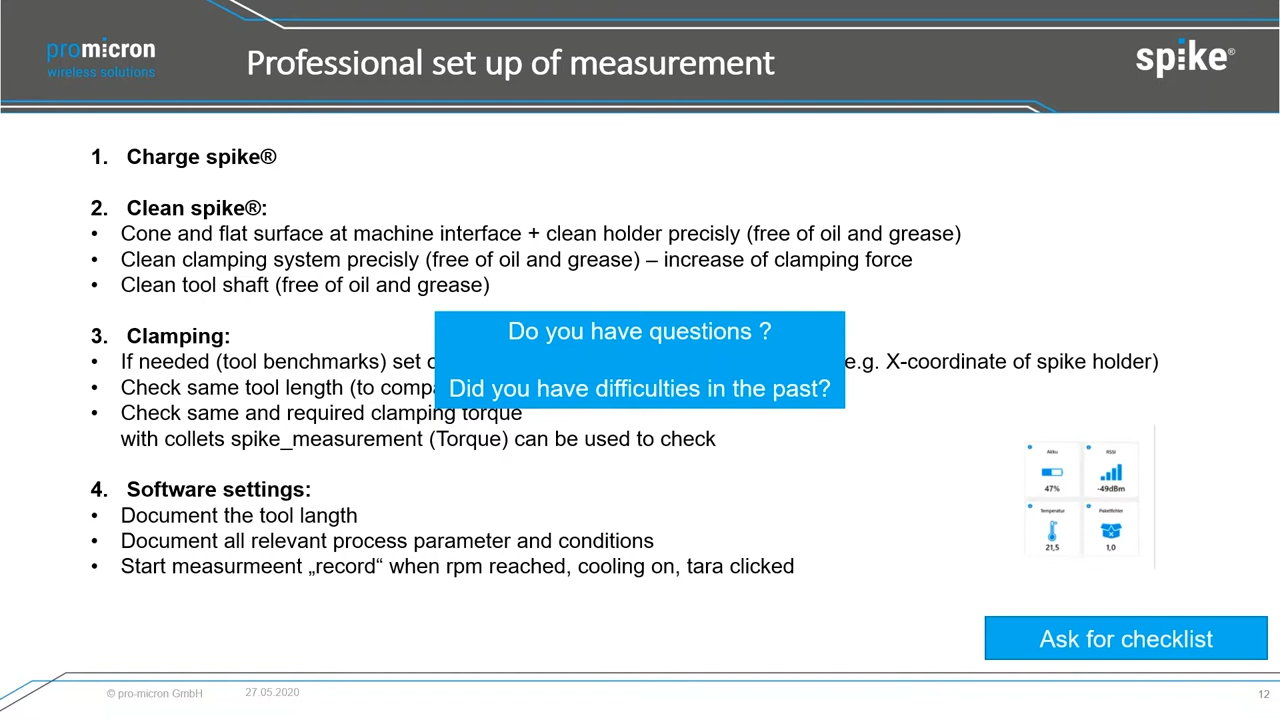 promicron
wireless solutions
Professional set up of measurement
spike®
1. Charge spike®
2. Clean spike®:
• Cone and flat surface at machine interface + clean holder precisly (free of oil and grease)
• Clean clamping system precisly (free of oil and grease) – increase of clamping force
• Clean tool shaft (free of oil and grease)
3. Clamping:
Do you have questions ?
• If needed (tool benchmarks) set e.g. X-coordinate of spike holder)
• Check same tool length (to
Did you have difficulties in the past?
• Check same and required clamping torque
with collets spike_measurement (Torque) can be used to check
Akku
RSSI
47%
-49dBm
4. Software settings:
• Document the tool langth
Temperatur
Paketfehler
• Document all relevant process parameter and conditions
21,5
1,0
• Start measurmeent „record“ when rpm reached, cooling on, tara clicked
Ask for checklist
© pro-micron GmbH
27.05.2020
12